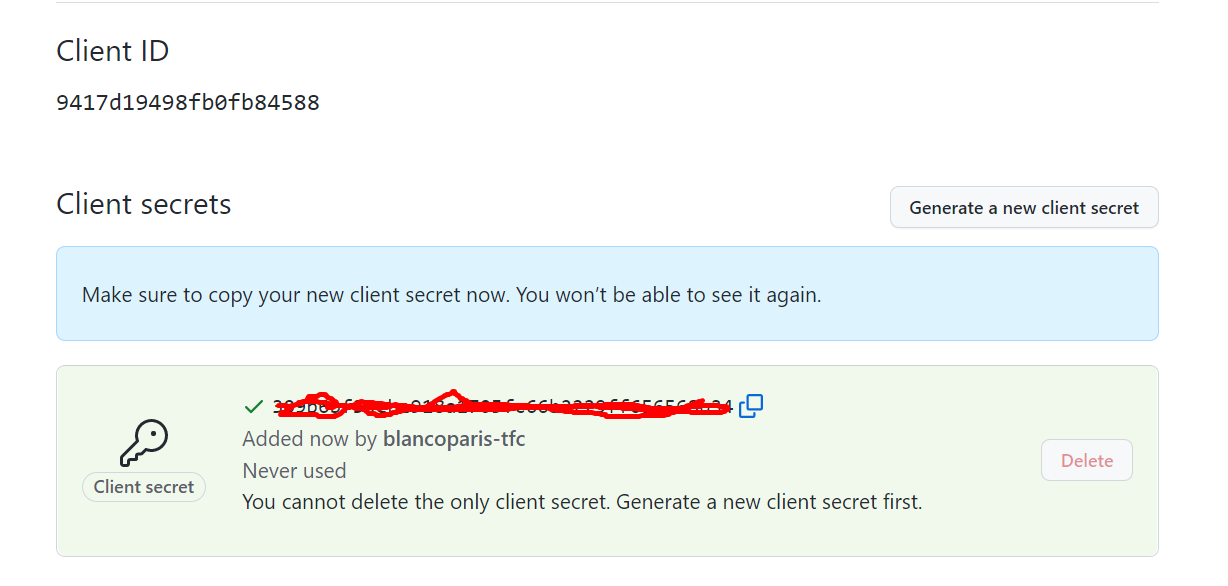 Client ID
9417d19498fb0fb84588
Client secrets
Generate a new client secret
Make sure to copy your new client secret now. You won’t be able to see it again.
Added now by blancoparis-tfc
Never used
Client secret
Delete
You cannot delete the only client secret. Generate a new client secret first.